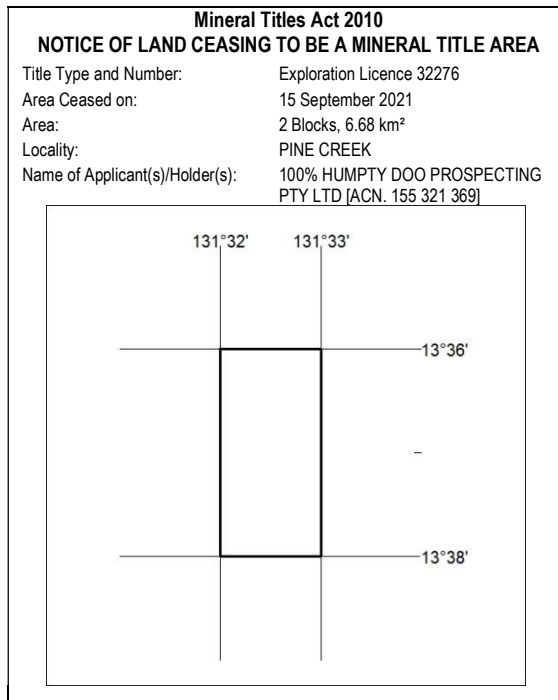 Mineral Titles Act 2010
NOTICE OF LAND CEASING TO BE A MINERAL TITLE AREA
Title Type and Number: Exploration Licence 32276
Area Ceased on: 15 September 2021
Area: 2 Blocks, 6.68 km²
Locality: PINE CREEK
Name of Applicant(s)/Holder(s): 100% HUMPTY DOO PROSPECTING
PTY LTD [ACN. 155 321 369]
131°32' 131°33'
13°36'
13°38'